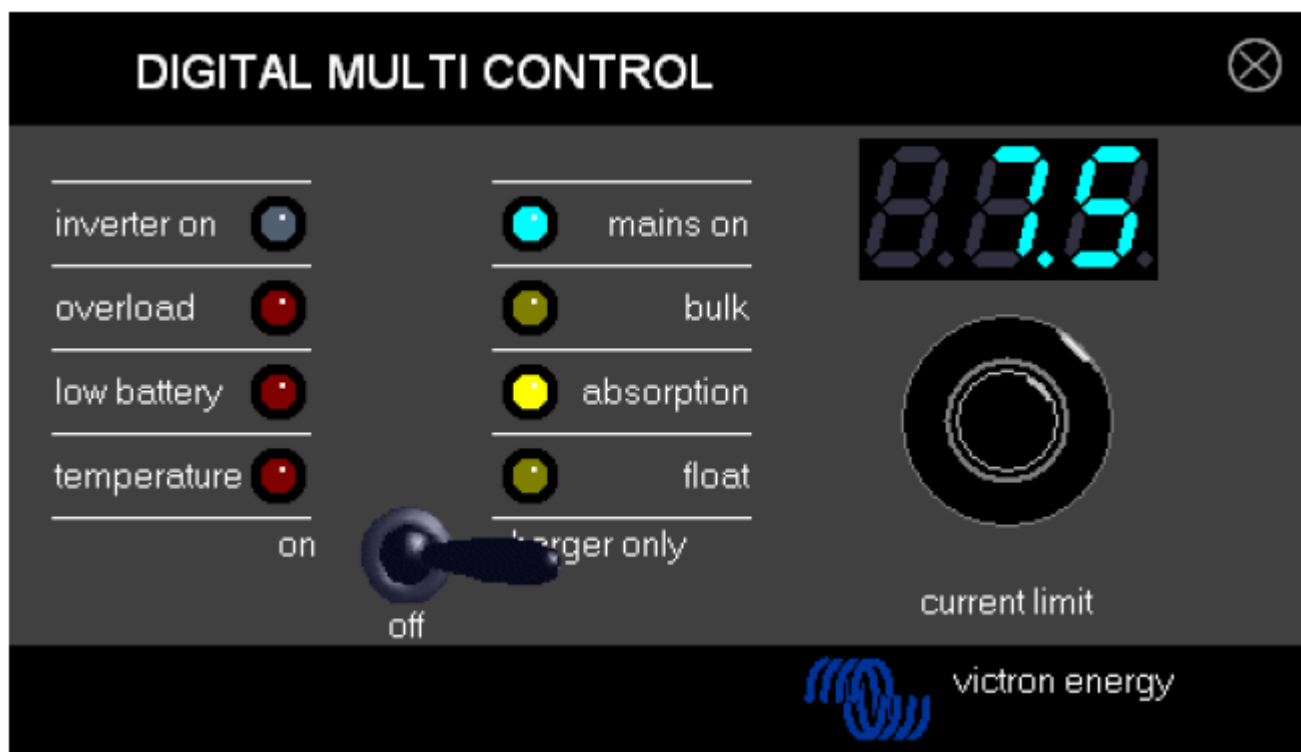 DIGITAL MULTI CONTROL
7.5
inverter on
mains on
overload
bulk
low battery
absorption
temperature
float
on
only
off
current limit
victron energy